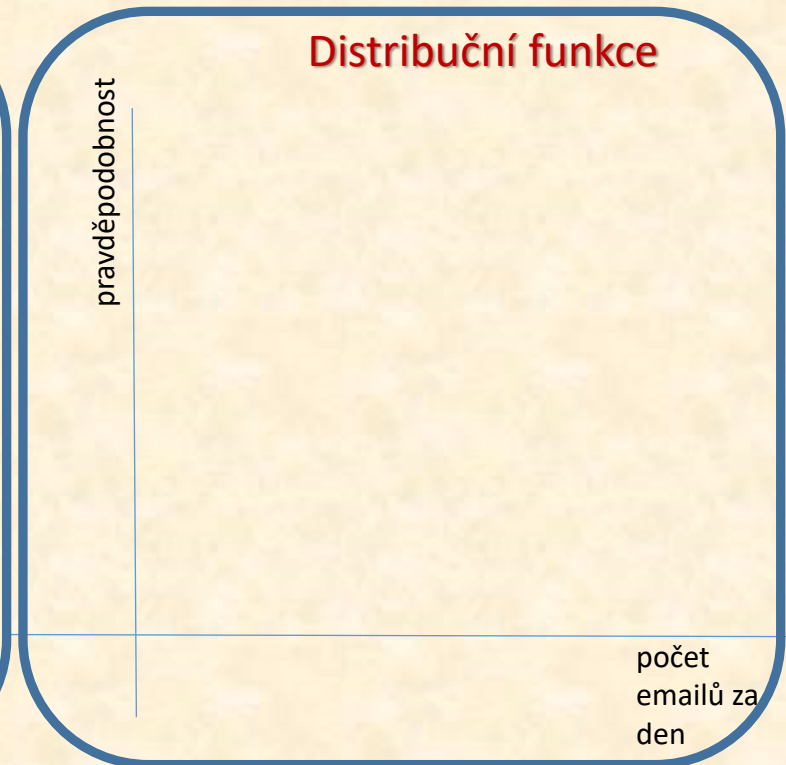 Distribuční funkce
pravděpodobnost
počet
emailů za
den